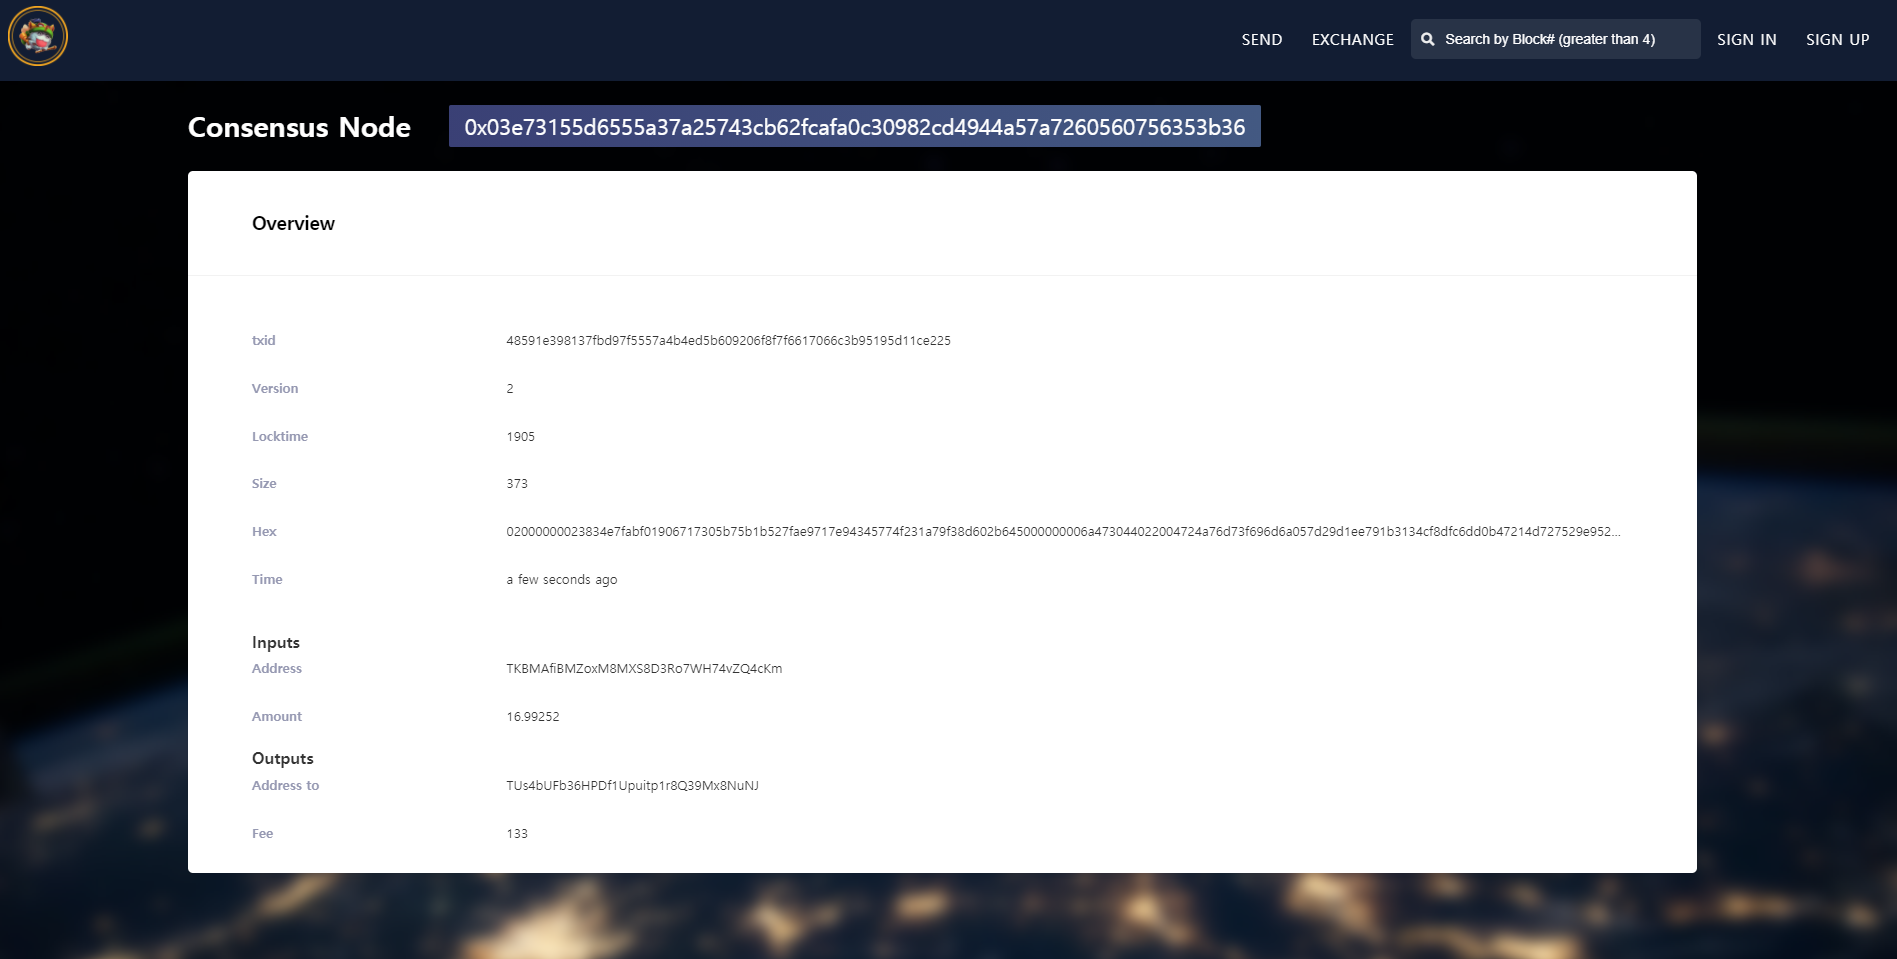 SEND EXCHANGE Search by Block# (greater than 4) SIGN IN SIGN UP
Consensus Node 0x03e73155d6555a37a25743cb62fcafa0c30982cd4944a57a7260560756353b36
Overview
txid 48591e398137fbd97f5557a4b4ed5b609206f8f7f6617066c3b95195d11ce225
Version 2
Locktime 1905
Size 373
Hex 02000000023834e7fabf01906717305b75b1b527fae9717e94345774f231a79f38d602b645000000006a473044022004724a76d73f696d6a057d29d1ee791b3134cf8dfc6dd0b47214d727529e952...
Time a few seconds ago
Inputs
Address TKBMAfiBMZoxM8MXS8D3Ro7WH74vZQ4cKm
Amount 16.99252
Outputs
Address to TUs4bUFb36HPDf1Upuitp1r8Q39Mx8NuNJ
Fee 133